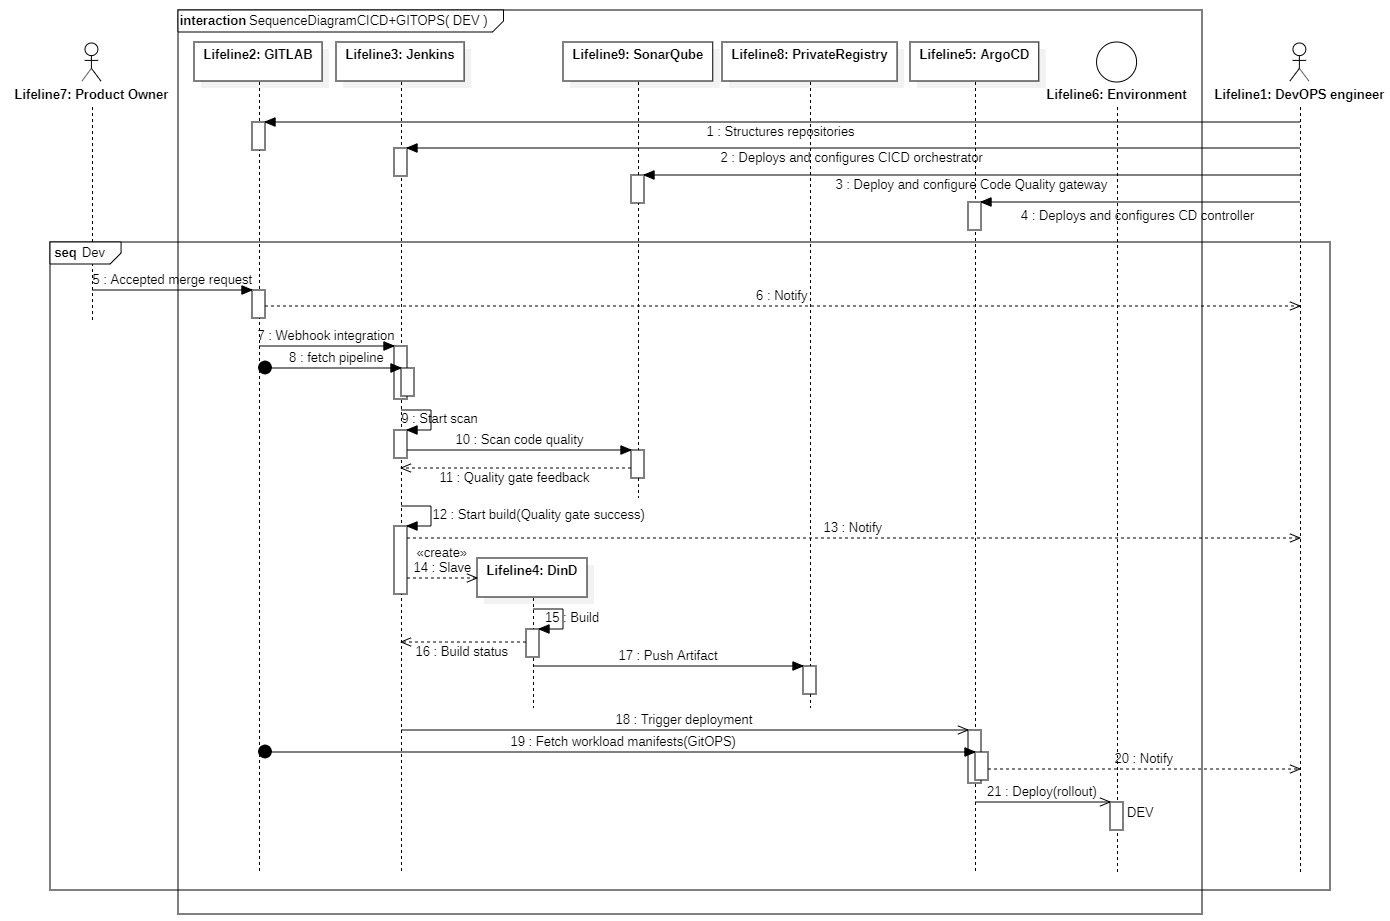 interaction SequenceDiagramCICD+GITOPS( DEV )
Lifeline7: Product Owner
Lifeline2: GITLAB
Lifeline3: Jenkins
Lifeline9: SonarQube
Lifeline8: PrivateRegistry
Lifeline5: ArgoCD
Lifeline6: Environment
Lifeline1: DevOPS engineer
1 : Structures repositories
2 : Deploys and configures CICD orchestrator
3 : Deploy and configure Code Quality gateway
4 : Deploys and configures CD controller
seq Dev
5 : Accepted merge request
6 : Notify
7 : Webhook integration
8 : fetch pipeline
9 : Start scan
10 : Scan code quality
11 : Quality gate feedback
12 : Start build(Quality gate success)
13 : Notify
«create»
14 : Slave
Lifeline4: DinD
15 : Build
16 : Build status
17 : Push Artifact
18 : Trigger deployment
19 : Fetch workload manifests(GitOPS)
20 : Notify
21 : Deploy(rollout)
DEV